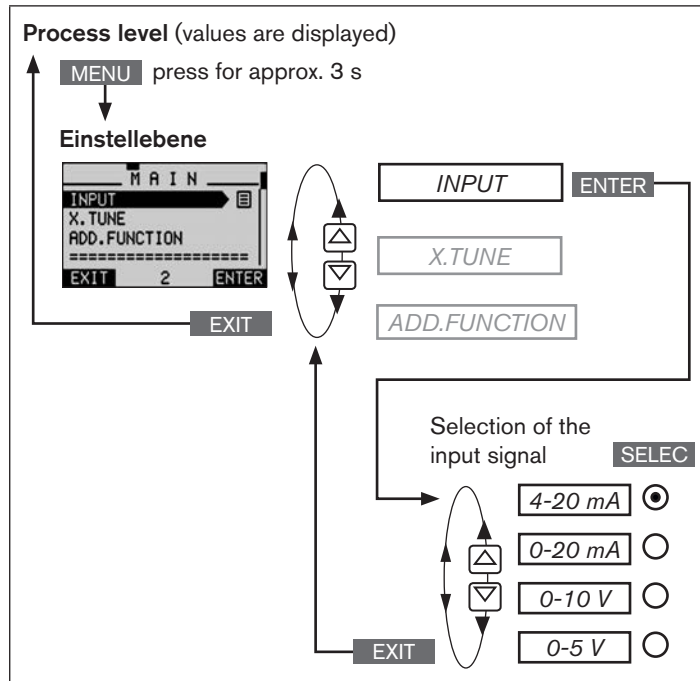 Process level (values are displayed)
MENU press for approx. 3 s
Einstellebene
MAIN
INPUT
X.TUNE
ADD.FUNCTION
====================
EXIT 2 ENTER
EXIT
INPUT ENTER
X.TUNE
ADD.FUNCTION
Selection of the
input signal SELEC
4-20 mA
0-20 mA
0-10 V
0-5 V
EXIT